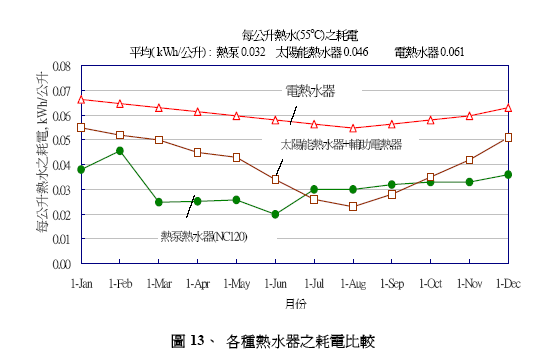 每公升熱水(55℃)之耗電
平均( kWh/公升)： 熱泵 0.032 太陽能熱水器 0.046 電熱水器 0.061
每公升熱水之耗電, kWh/公升
0.08
0.07
0.06
0.05
0.04
0.03
0.02
0.01
0.00
電熱水器
太陽能熱水器+輔助電熱器
熱泵熱水器(NC120)
1-Jan 1-Feb 1-Mar 1-Apr 1-May 1-Jun 1-Jul 1-Aug 1-Sep 1-Oct 1-Nov 1-Dec
月份
圖 13、 各種熱水器之耗電比較